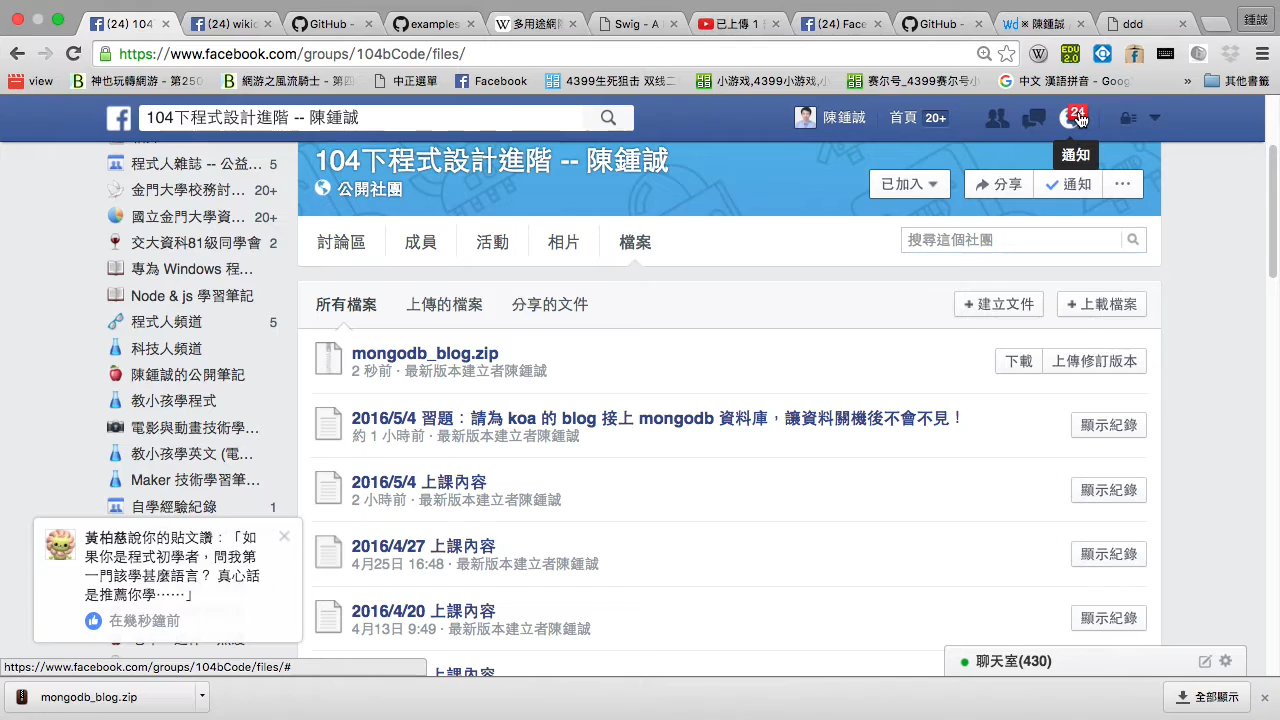 (24) 104
(24) wiki
GitHub -
examples
多用途網
Swig - A
已上傳 1
(24) Face
GitHub -
※ 陳鍾誠
ddd
鍾誠
https://www.facebook.com/groups/104bCode/files/
EDU 2.0
view
神也玩轉網游 - 第250
網游之風流騎士 - 第四
中正選單
Facebook
4399生死狙击 双线二
小游戏,4399小游戏,小
赛尔号_4399赛尔号小
中文 漢語拼音 - Goog
»
其他書籤
104下程式設計進階 -- 陳鍾誠
陳鍾誠
首頁 20+
24
通知
104下程式設計進階 -- 陳鍾誠
公開社團
已加入
分享
通知
程式人雜誌 -- 公益... 5
金門大學校務討... 20+
國立金門大學資... 20+
交大資科81級同學會 2
專為 Windows 程...
Node & js 學習筆記
程式人頻道 5
科技人頻道
陳鍾誠的公開筆記
教小孩學程式
電影與動畫技術學...
教小孩學英文 (電...
Maker 技術學習筆...
自學經驗紀錄 1
討論區
成員
活動
相片
檔案
搜尋這個社團
所有檔案
上傳的檔案
分享的文件
+ 建立文件
+ 上載檔案
mongodb_blog.zip
2 秒前 · 最新版本建立者陳鍾誠
下載
上傳修訂版本
2016/5/4 習題：請為 koa 的 blog 接上 mongodb 資料庫，讓資料關機後不會不見！
約 1 小時前 · 最新版本建立者陳鍾誠
顯示紀錄
2016/5/4 上課內容
2 小時前 · 最新版本建立者陳鍾誠
顯示紀錄
2016/4/27 上課內容
4月25日 16:48 · 最新版本建立者陳鍾誠
顯示紀錄
2016/4/20 上課內容
4月13日 9:49 · 最新版本建立者陳鍾誠
顯示紀錄
上課內容
黃柏慈說你的貼文讚：「如
果你是程式初學者，問我第
一門該學甚麼語言？ 真心話
是推薦你學⋯⋯」
在幾秒鐘前
https://www.facebook.com/groups/104bCode/files/#
聊天室(430)
mongodb_blog.zip
全部顯示